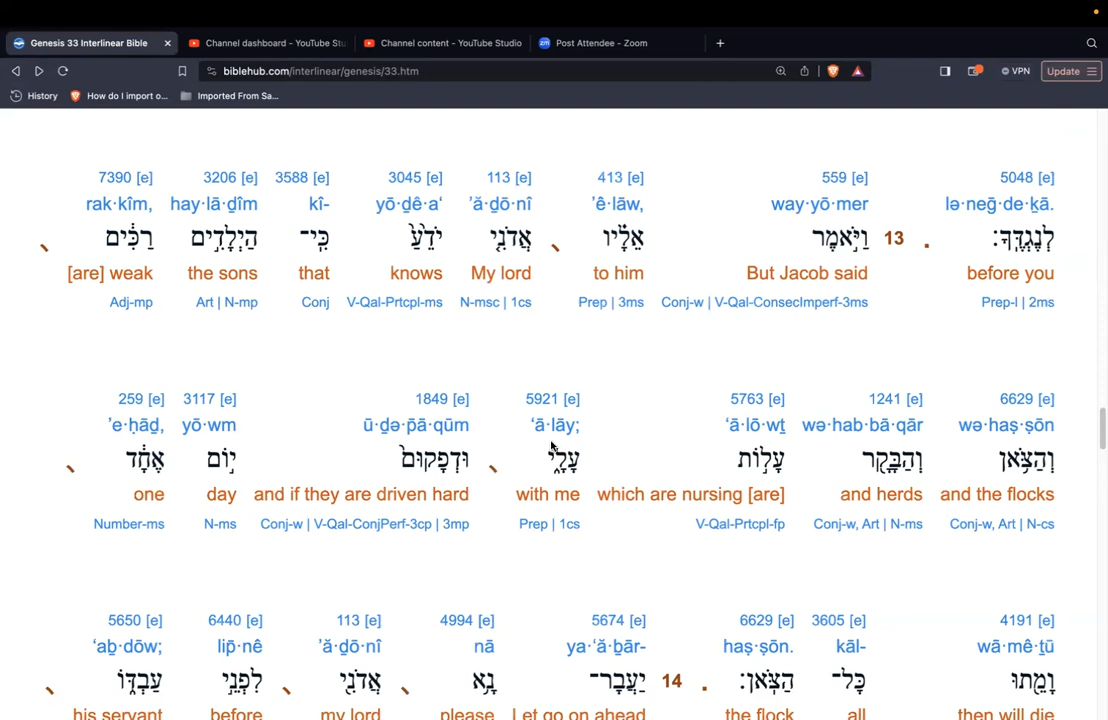 Genesis 33 Interlinear Bible
Channel dashboard - YouTube Stu
Channel content - YouTube Studio
Post Attendee - Zoom
biblehub.com/interlinear/genesis/33.htm
VPN
Update
History
How do I import o...
Imported From Sa...
5048 [e] 559 [e] 413 [e] 113 [e] 3045 [e] 3588 [e] 3206 [e] 7390 [e]
lə·neḡ·de·ḵā. way·yō·mer ’ê·lāw, ’ă·ḏō·nî yō·ḏê·a‘ kî- hay·lā·ḏîm rak·kîm,
לְנֶגְדֶּֽךָ׃ . 13 וַיֹּ֣אמֶר אֵלָ֗יו 、 אֲדֹנִ֤י יֹדֵ֙עַ֙ כִּֽי־ הַיְלָדִ֣ים רַכִּ֔ים 、
before you But Jacob said to him My lord knows that the sons [are] weak
Prep-l | 2ms Conj-w | V-Qal-ConsecImperf-3ms Prep | 3ms N-msc | 1cs V-Qal-Prtcpl-ms Conj Art | N-mp Adj-mp
6629 [e] 1241 [e] 5763 [e] 5921 [e] 1849 [e] 3117 [e] 259 [e]
wə·haṣ·ṣōn wə·hab·bā·qār ‘ā·lō·wṯ ‘ā·lāy; ū·ḏə·p̄ā·qūm yō·wm ’e·ḥāḏ,
וְהַצֹּ֥אן וְהַבָּקָ֖ר עָל֣וֹת עָלָ֑י 、 וּדְפָקוּם֙ י֣וֹם אֶחָ֔ד 、
and the flocks and herds which are nursing [are] with me and if they are driven hard day one
Conj-w, Art | N-cs Conj-w, Art | N-ms V-Qal-Prtcpl-fp Prep | 1cs Conj-w | V-Qal-ConjPerf-3cp | 3mp N-ms Number-ms
4191 [e] 3605 [e] 6629 [e] 5674 [e] 4994 [e] 113 [e] 6440 [e] 5650 [e]
wā·mê·ṯū kāl- haṣ·ṣōn. ya·‘ă·ḇār- nā ’ă·ḏō·nî lip̄·nê ‘aḇ·dōw;
וָמֵ֖תוּ כָּל־ הַצֹּֽאן׃ . 14 יַעֲבָר־ נָ֥א 、 אֲדֹנִ֖י 、 לִפְנֵ֣י עַבְדּ֑וֹ 、
then will die all the flock Let go on ahead please my lord before his servant